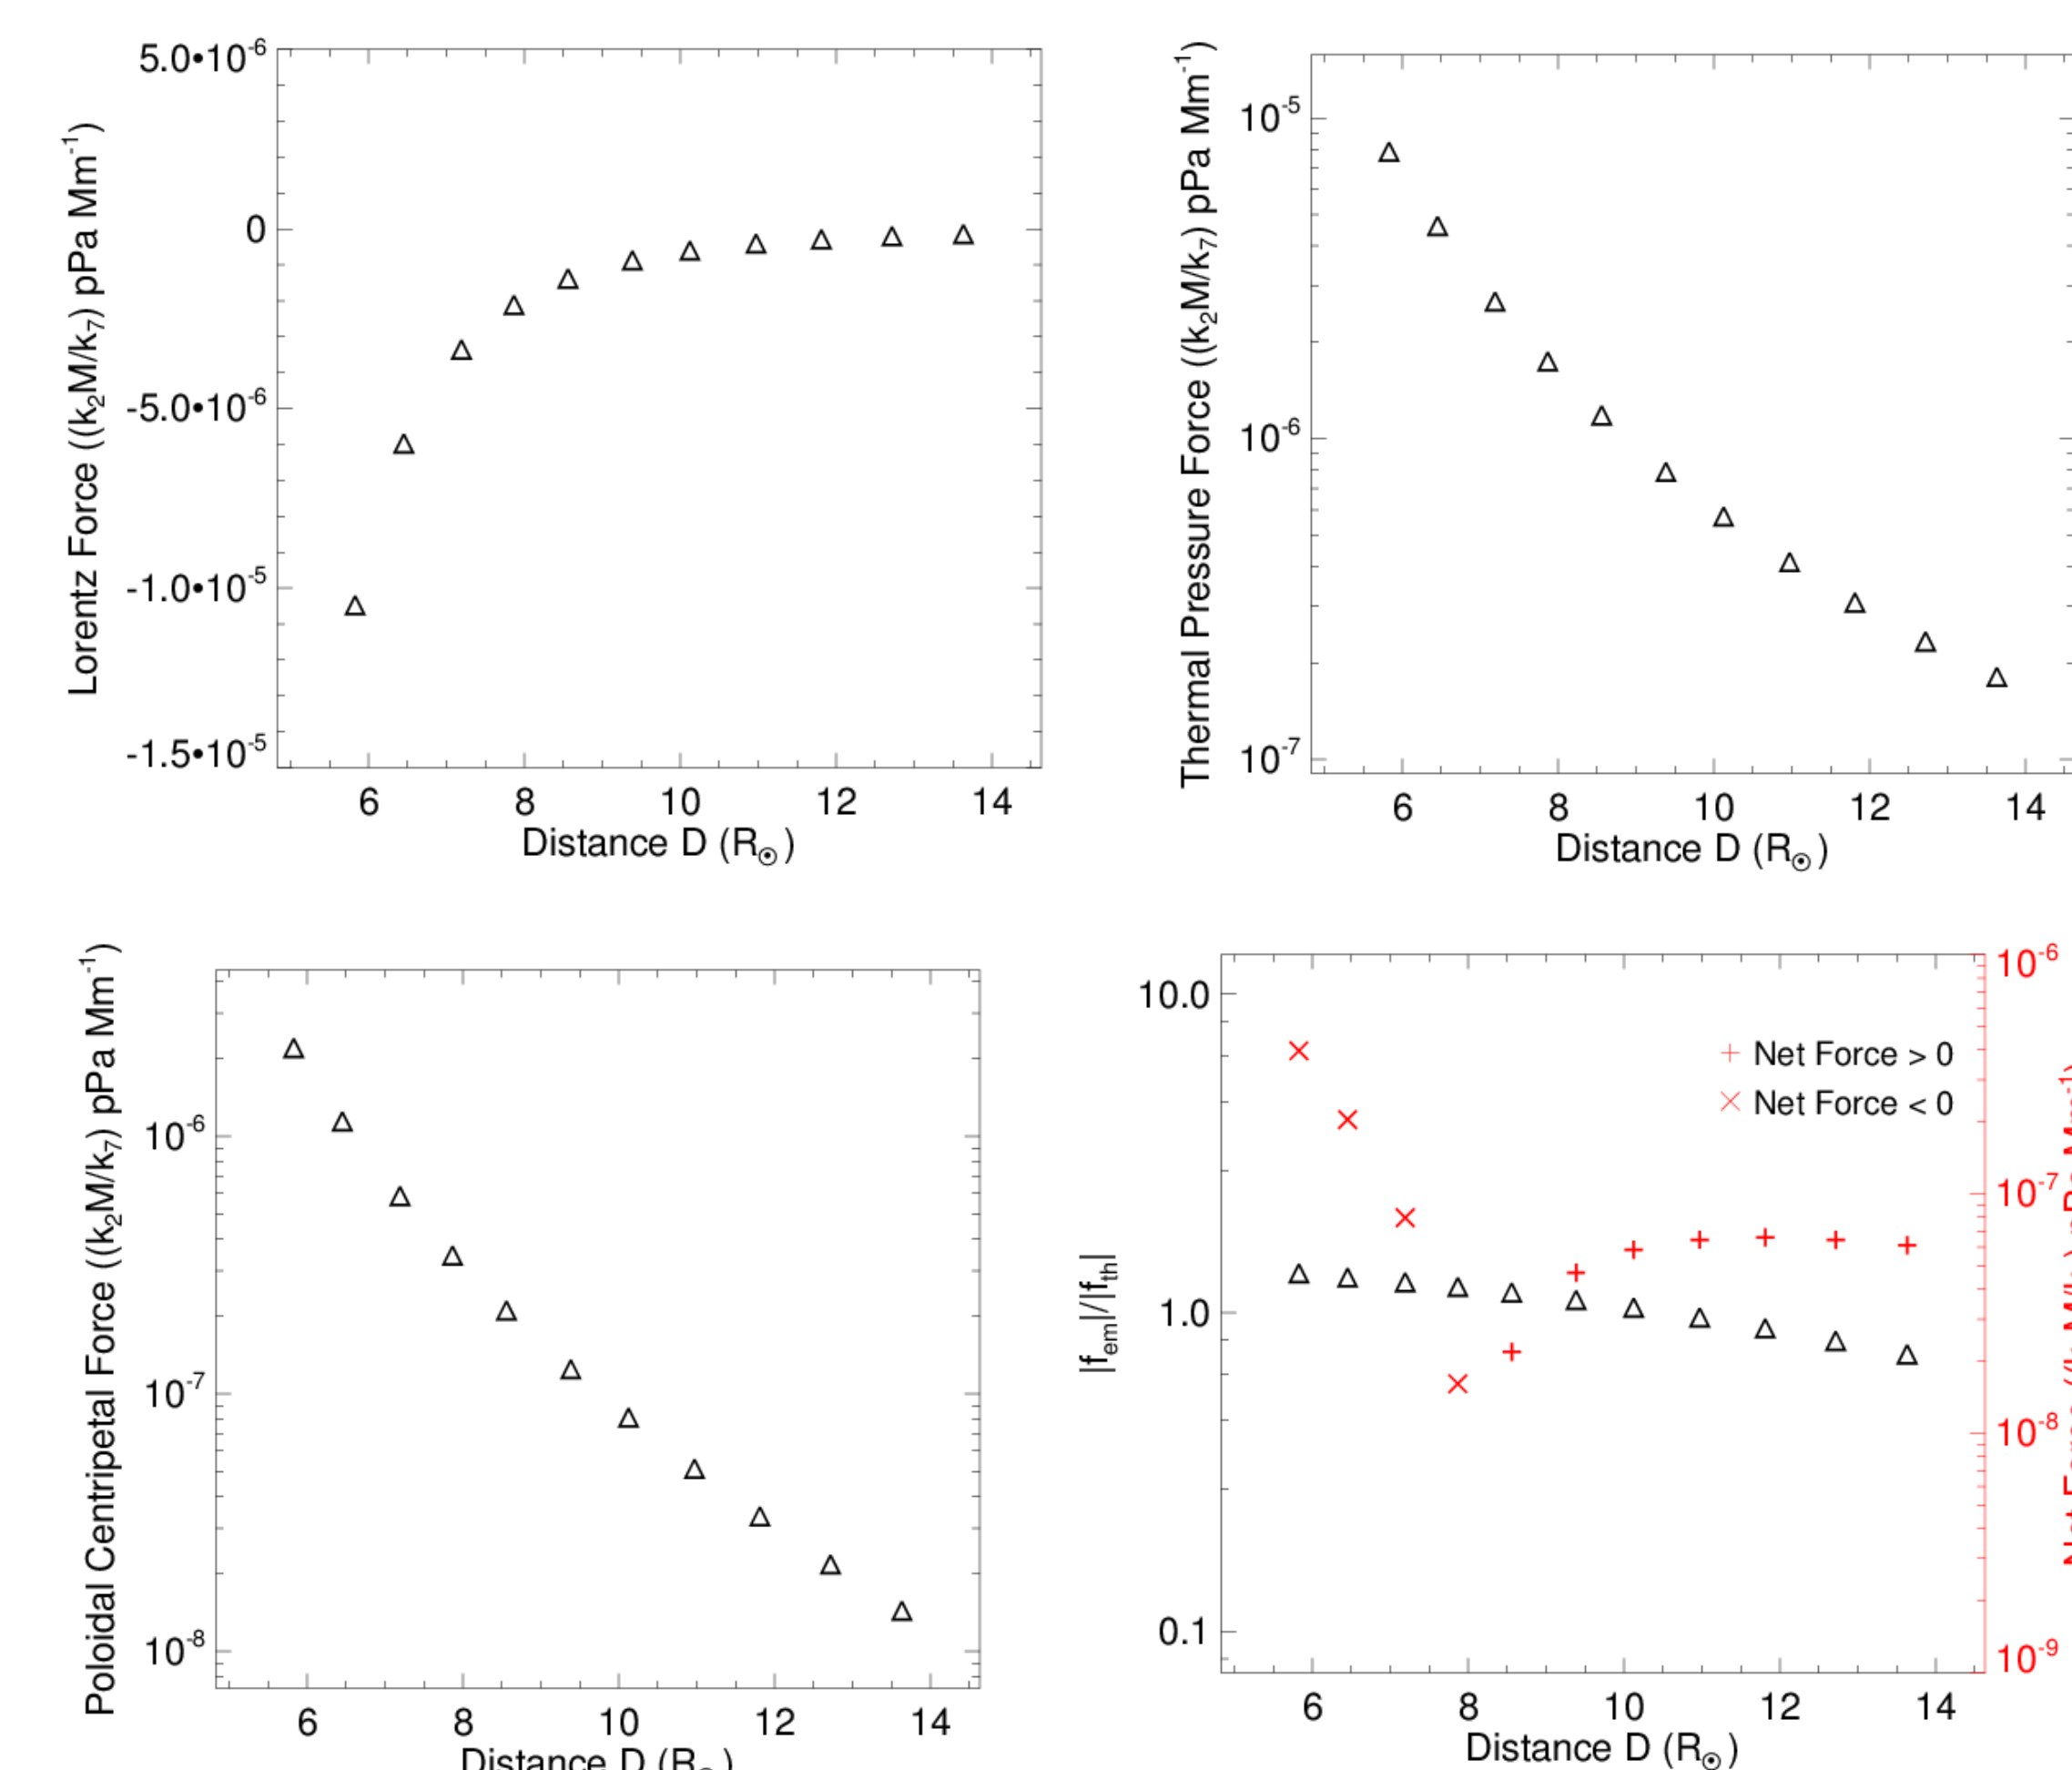 5.0•10⁻⁶
0
-5.0•10⁻⁶
-1.0•10⁻⁵
-1.5•10⁻⁵
Lorentz Force ((k₂M/k₇) pPa Mm⁻¹)
6 8 10 12 14
Distance D (R☉)
10⁻⁵
10⁻⁶
10⁻⁷
Thermal Pressure Force ((k₂M/k₇) pPa Mm⁻¹)
6 8 10 12 14
Distance D (R☉)
10⁻⁶
10⁻⁷
10⁻⁸
Poloidal Centripetal Force ((k₂M/k₇) pPa Mm⁻¹)
6 8 10 12 14
Distance D (R☉)
10.0
1.0
0.1
|f_em|/|f_th|
+ Net Force > 0
× Net Force < 0
10⁻⁶
10⁻⁷
10⁻⁸
10⁻⁹
6 8 10 12 14
Distance D (R☉)